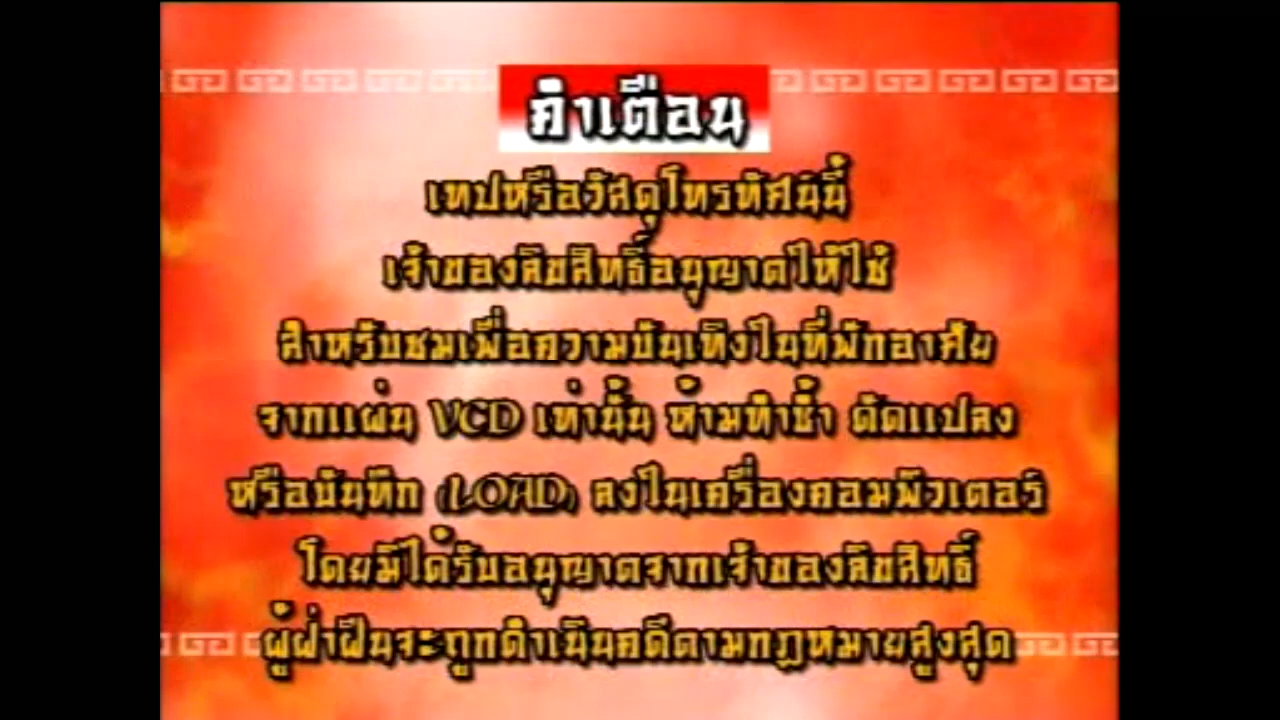 คำเตือน
เทปหรือวัสดุโทรทัศน์นี้
เจ้าของลิขสิทธิ์อนุญาตให้ใช้
สำหรับชมเพื่อความบันเทิงในที่พักอาศัย
จากแผ่น VCD เท่านั้น ห้ามทำซ้ำ ดัดแปลง
หรือบันทึก (LOAD) ลงในเครื่องคอมพิวเตอร์
โดยมิได้รับอนุญาตจากเจ้าของลิขสิทธิ์
ผู้ฝ่าฝืนจะถูกดำเนินคดีตามกฎหมายสูงสุด